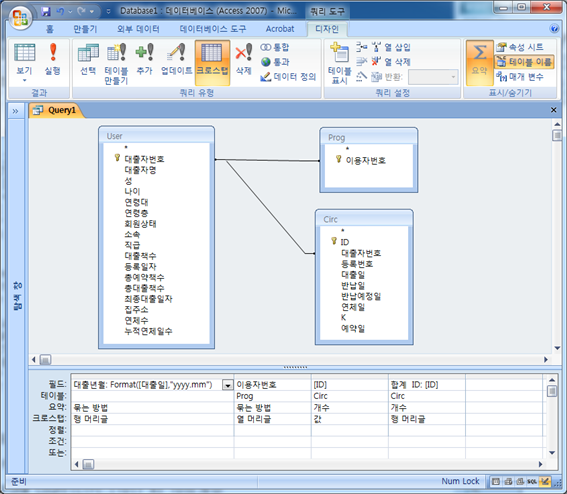 Database1 : 데이터베이스 (Access 2007) - Mic...
쿼리 도구
홈 만들기 외부 데이터 데이터베이스 도구 Acrobat 디자인
보기 실행
선택 테이블 만들기 추가 업데이트 크로스탭 삭제
통합
통과
데이터 정의
테이블 표시
행 삽입
행 삭제
작성기
열 삽입
열 삭제
반환:
요약
속성 시트
테이블 이름
매개 변수
결과 쿼리 유형 쿼리 설정 표시/숨기기
Query1
탐색 창
User
*
대출자번호
대출자명
성
나이
연령대
연령층
회원상태
소속
직급
대출책수
등록일자
총예약책수
총대출책수
최종대출일자
집주소
연체수
누적연체일수
Prog
*
이용자번호
Circ
*
ID
대출자번호
등록번호
대출일
반납일
반납예정일
연체일
K
예약일
필드: 대출년월: Format([대출일],"yyyy.mm") 이용자번호 [ID] 합계 ID: [ID]
테이블: Prog Circ Circ
요약: 묶는 방법 묶는 방법 개수 개수
크로스탭: 행 머리글 열 머리글 값 행 머리글
정렬:
조건:
또는:
준비 Num Lock SQL